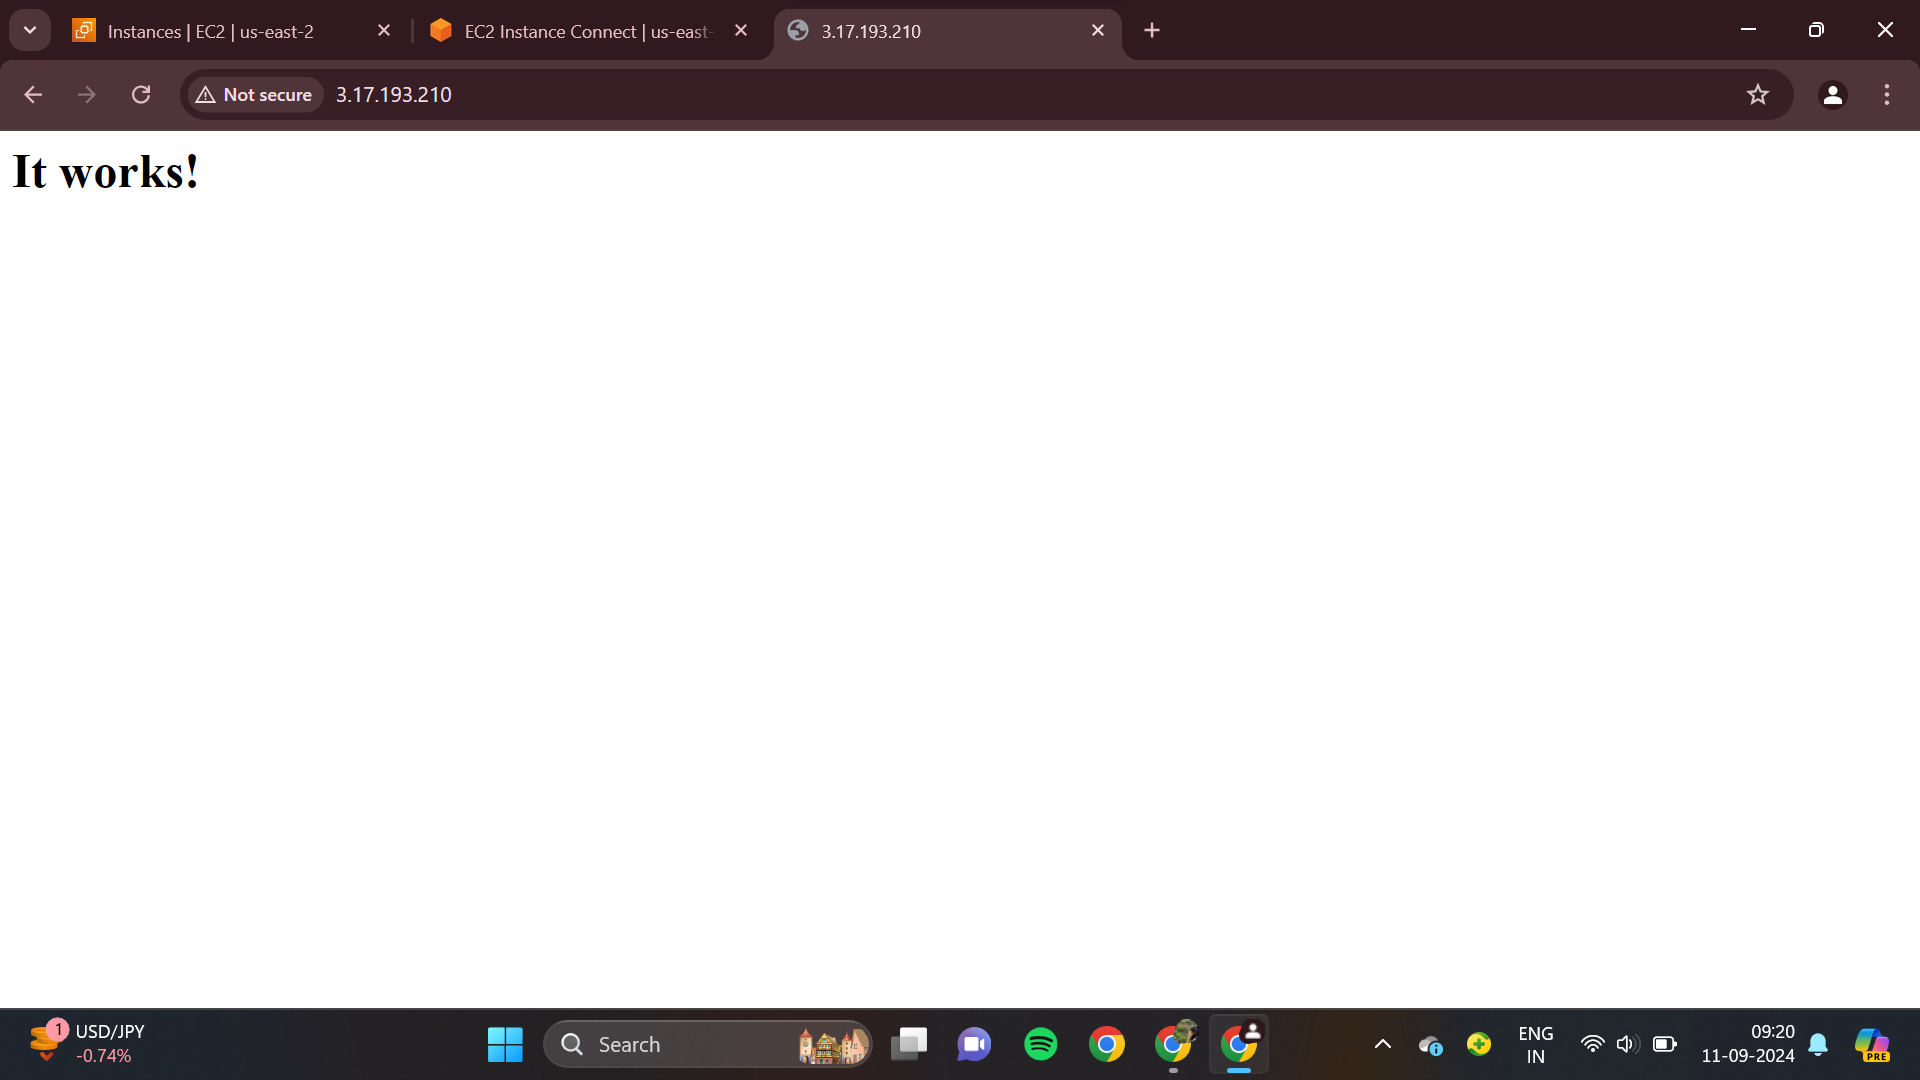 Instances | EC2 | us-east-2
EC2 Instance Connect | us-east-
3.17.193.210
Not secure
3.17.193.210
It works!
1
USD/JPY
-0.74%
Search
ENG
IN
09:20
11-09-2024
PRE